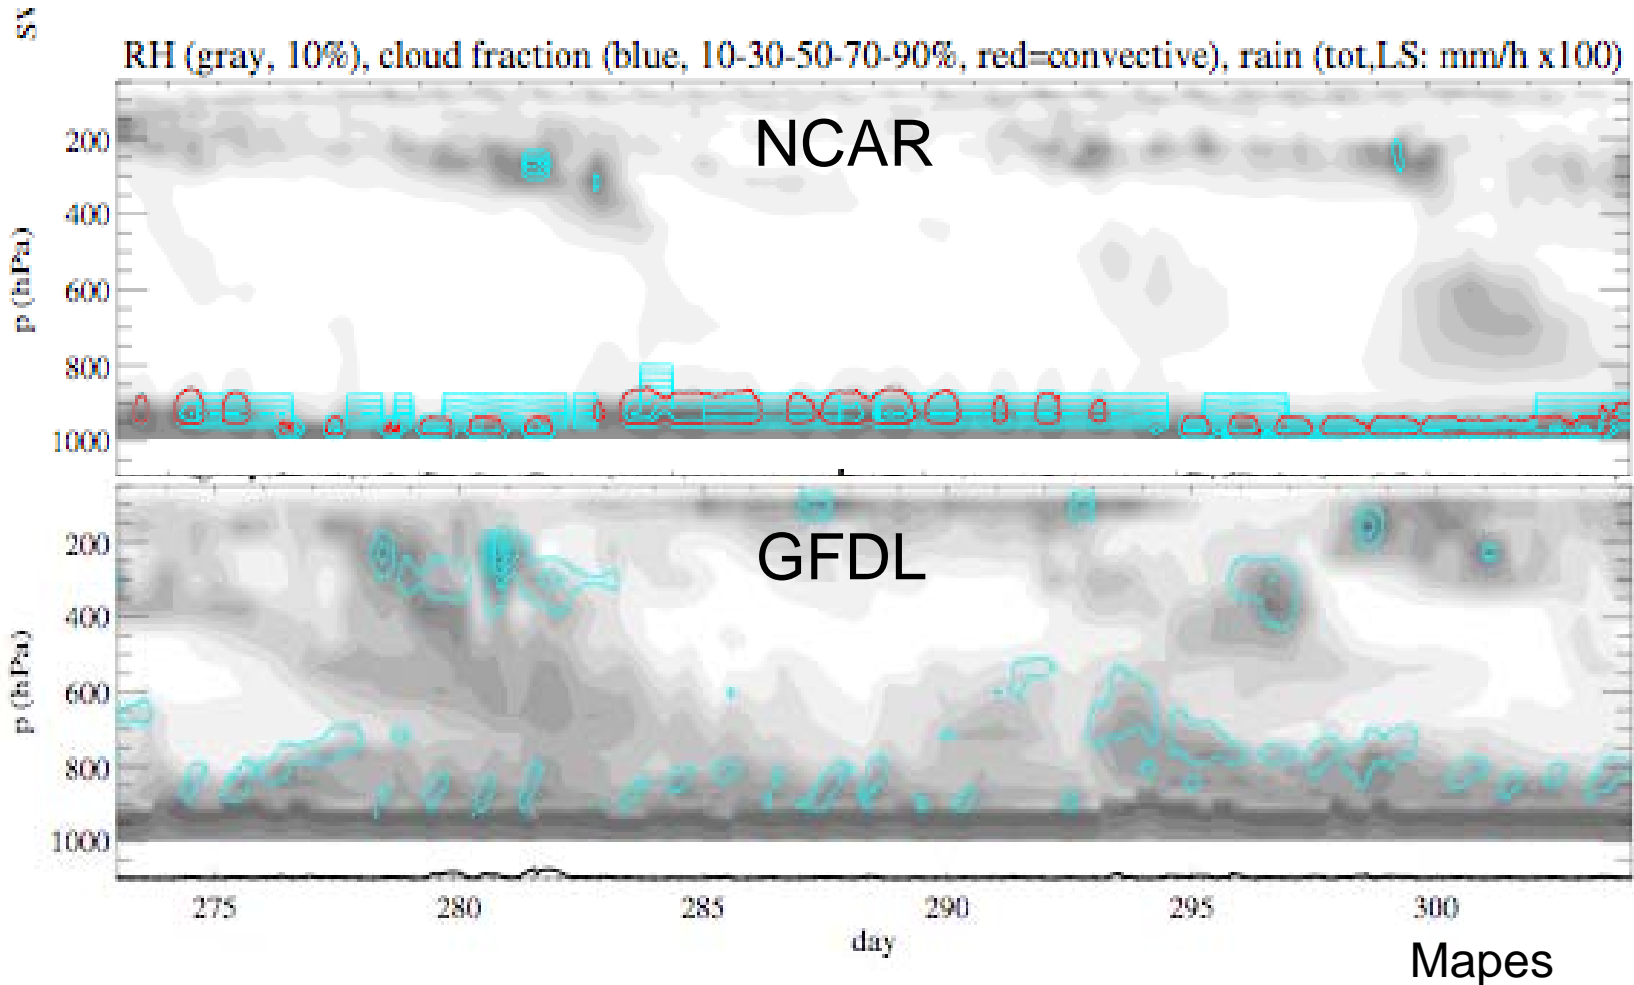 RH (gray, 10%), cloud fraction (blue, 10-30-50-70-90%, red=convective), rain (tot,LS: mm/h x100)
NCAR
200
400
600
800
1000
p (hPa)
GFDL
200
400
600
800
1000
p (hPa)
275 280 285 290 295 300
day
Mapes